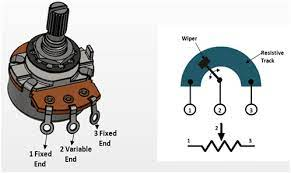 Wiper
Resistive
Track
1
2
3
3 Fixed
End
1 Fixed
End
2 Variable
End
2
1
3